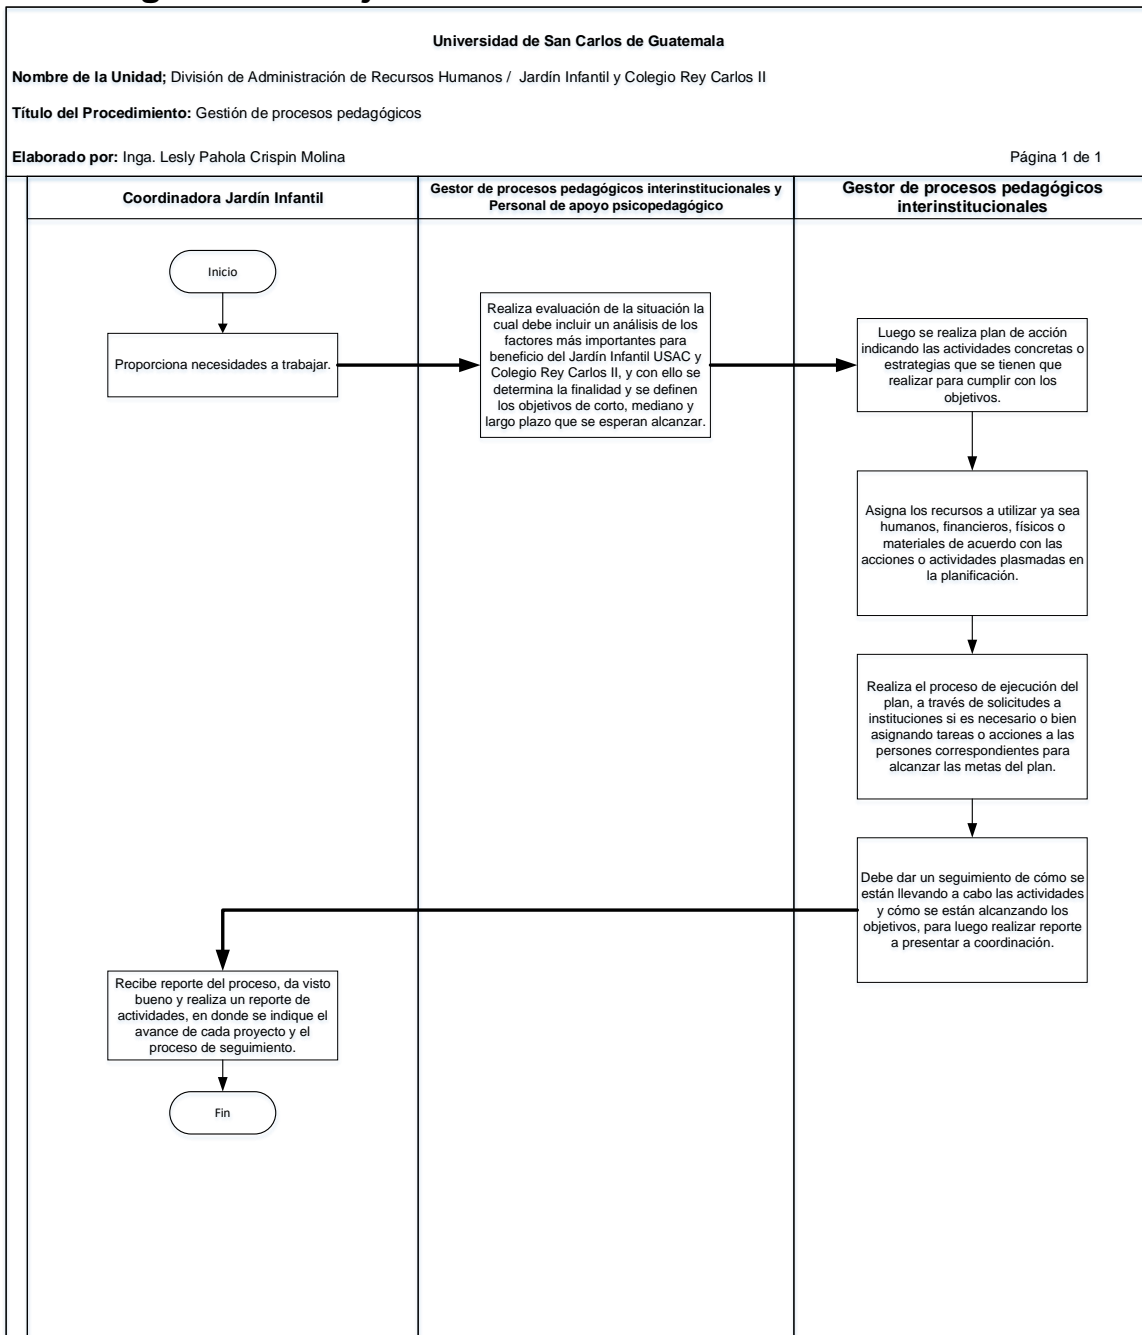 Universidad de San Carlos de Guatemala
Nombre de la Unidad; División de Administración de Recursos Humanos / Jardín Infantil y Colegio Rey Carlos II
Título del Procedimiento: Gestión de procesos pedagógicos
Elaborado por: Inga. Lesly Pahola Crispin Molina
Página 1 de 1
Coordinadora Jardín Infantil
Gestor de procesos pedagógicos interinstitucionales y
Personal de apoyo psicopedagógico
Gestor de procesos pedagógicos
interinstitucionales
Inicio
Proporciona necesidades a trabajar.
Realiza evaluación de la situación la
cual debe incluir un análisis de los
factores más importantes para
beneficio del Jardín Infantil USAC y
Colegio Rey Carlos II, y con ello se
determina la finalidad y se definen
los objetivos de corto, mediano y
largo plazo que se esperan alcanzar.
Luego se realiza plan de acción
indicando las actividades concretas o
estrategias que se tienen que
realizar para cumplir con los
objetivos.
Asigna los recursos a utilizar ya sea
humanos, financieros, físicos o
materiales de acuerdo con las
acciones o actividades plasmadas en
la planificación.
Realiza el proceso de ejecución del
plan, a través de solicitudes a
instituciones si es necesario o bien
asignando tareas o acciones a las
persones correspondientes para
alcanzar las metas del plan.
Debe dar un seguimiento de cómo se
están llevando a cabo las actividades
y cómo se están alcanzando los
objetivos, para luego realizar reporte
a presentar a coordinación.
Recibe reporte del proceso, da visto
bueno y realiza un reporte de
actividades, en donde se indique el
avance de cada proyecto y el
proceso de seguimiento.
Fin